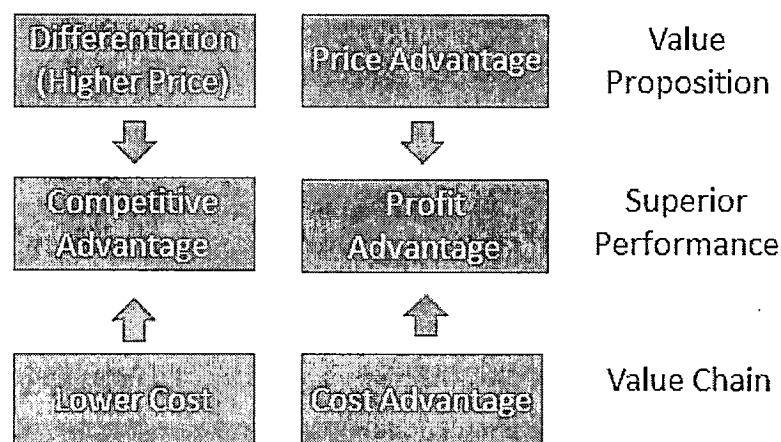 Differentiation
(Higher Price)
Price Advantage
Value
Proposition
Competitive
Advantage
Profit
Advantage
Superior
Performance
Lower Cost
Cost Advantage
Value Chain